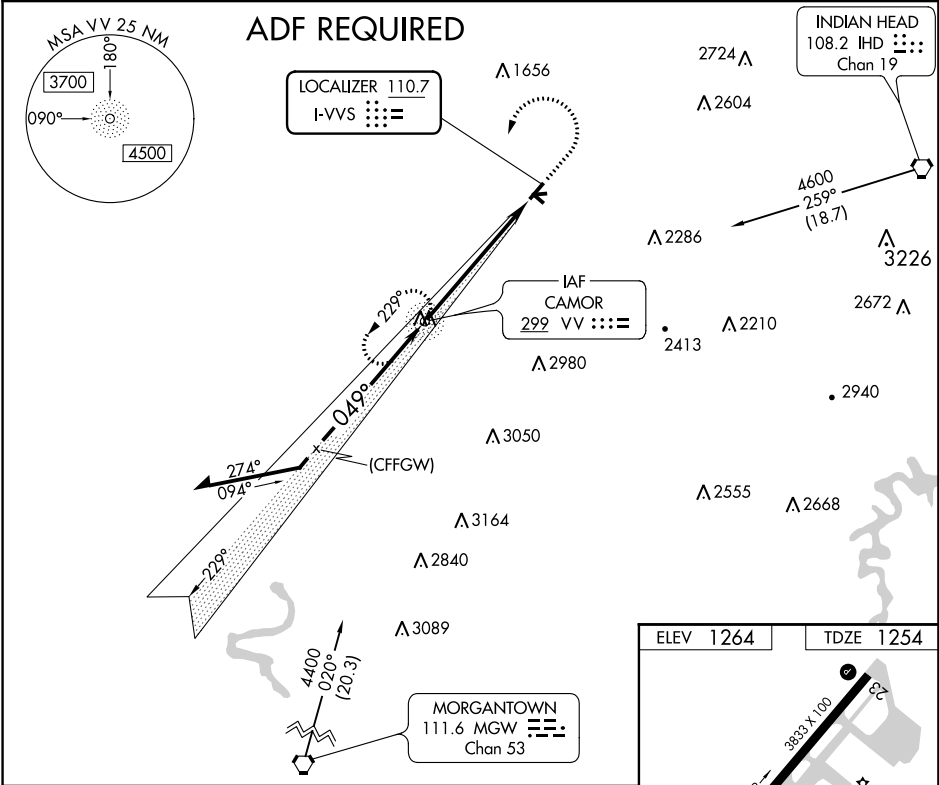 ADF REQUIRED
MSA VV 25 NM
180°
3700
090°
4500
LOCALIZER 110.7
I-VVS
1656
2724
INDIAN HEAD
108.2 IHD
Chan 19
2604
4600
259°
(18.7)
2286
3226
IAF
CAMOR
299 VV
229°
2672
2210
2413
2980
2940
049°
3050
(CFFGW)
274°
094°
2555
2668
3164
2840
229°
3089
4400
020°
(20.3)
MORGANTOWN
111.6 MGW
Chan 53
ELEV 1264
TDZE 1254
P
23
3833 X 100